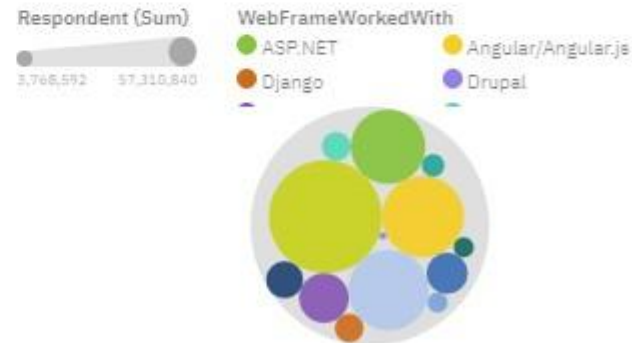 Respondent (Sum)
3,768,592 57,310,840
WebFrameWorkedWith
ASP.NET Angular/Angular.js
Django Drupal